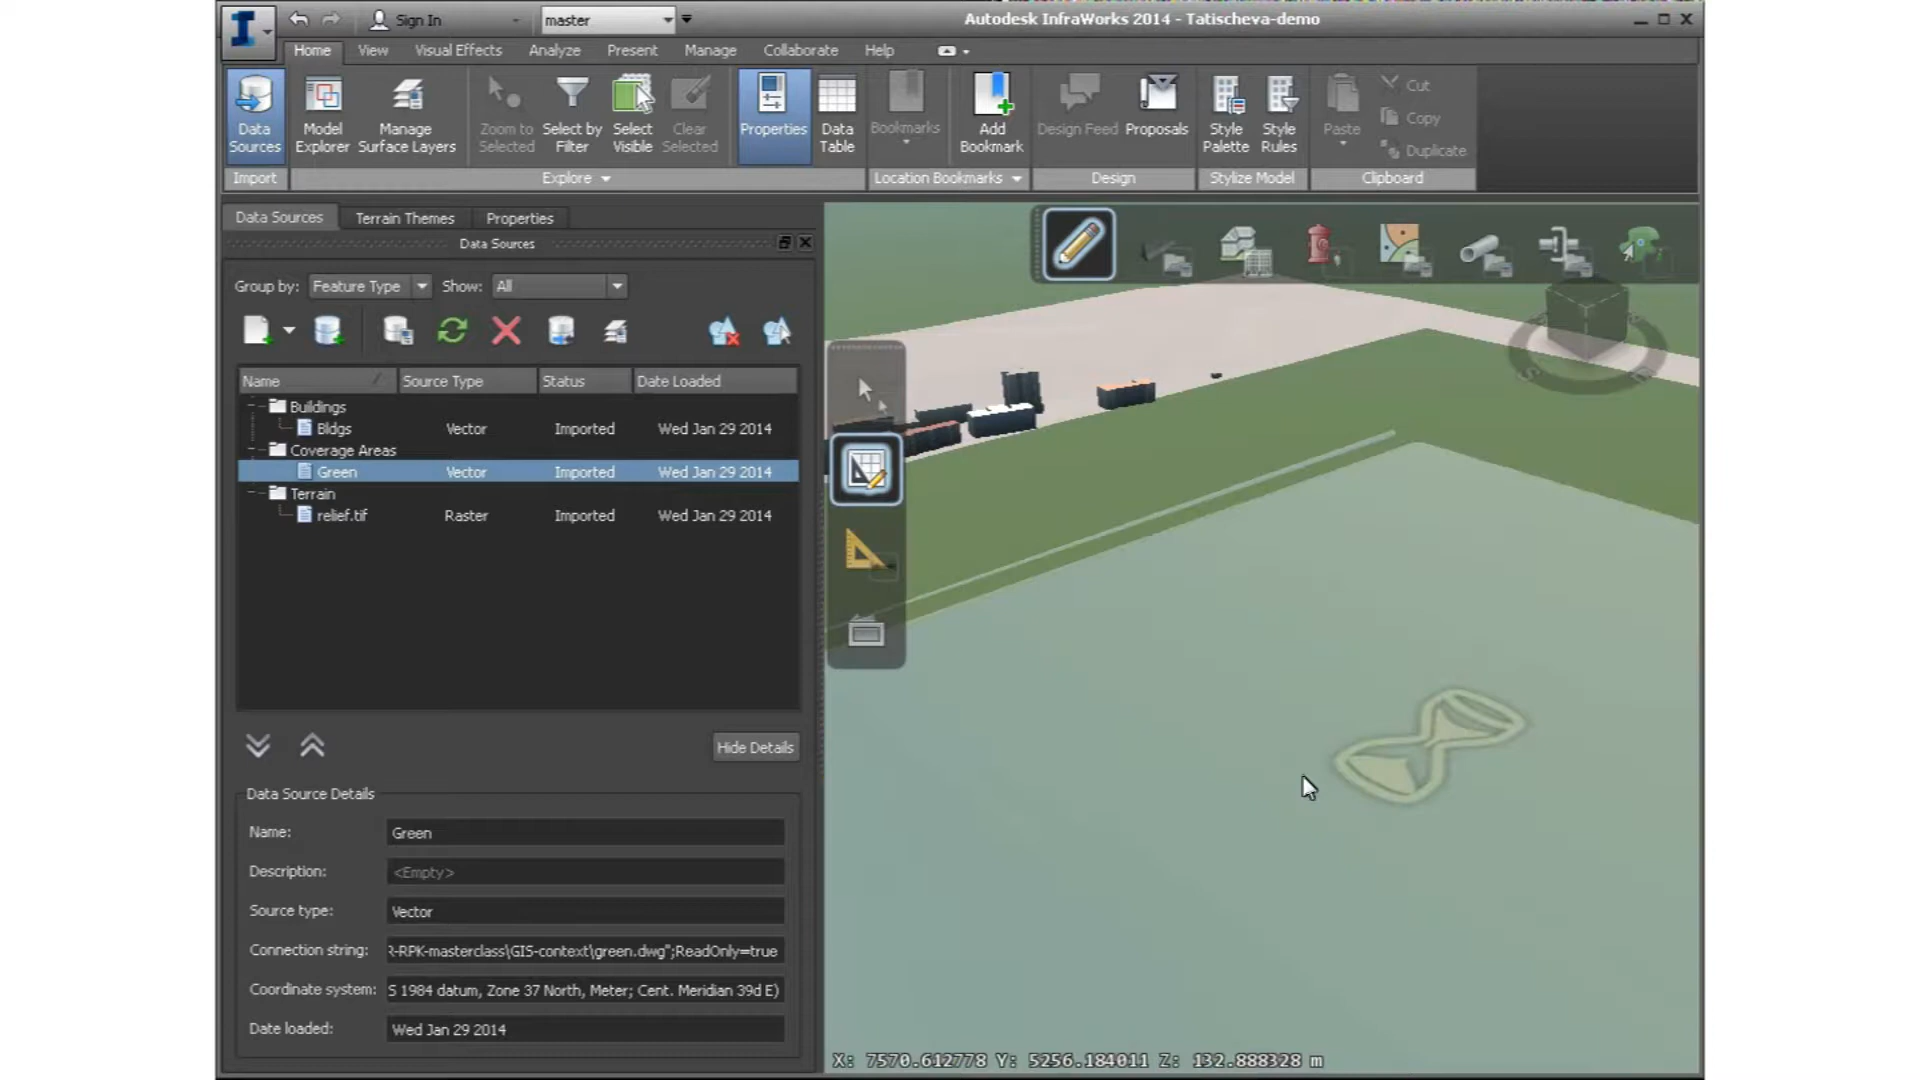 Sign In
master
Autodesk InfraWorks 2014 - Tatischeva-demo
Home
View
Visual Effects
Analyze
Present
Manage
Collaborate
Help
Data Sources
Model Explorer
Manage Surface Layers
Zoom to Selected
Select by Filter
Select Visible
Clear Selected
Properties
Data Table
Bookmarks
Add Bookmark
Design Feed
Proposals
Style Palette
Style Rules
Paste
Cut
Copy
Duplicate
Import
Explore
Location Bookmarks
Design
Stylize Model
Clipboard
Data Sources
Terrain Themes
Properties
Data Sources
Group by: Feature Type Show: All
Name Source Type Status Date Loaded
Buildings
Bldgs Vector Imported Wed Jan 29 2014
Coverage Areas
Green Vector Imported Wed Jan 29 2014
Terrain
relief.tif Raster Imported Wed Jan 29 2014
Hide Details
Data Source Details
Name: Green
Description: <Empty>
Source type: Vector
Connection string: R-RPK-masterclass\GIS-context\green.dwg";ReadOnly=true
Coordinate system: S 1984 datum, Zone 37 North, Meter; Cent. Meridian 39d E)
Date loaded: Wed Jan 29 2014
X: 7570.612778 Y: 5256.184011 Z: 132.888328 m